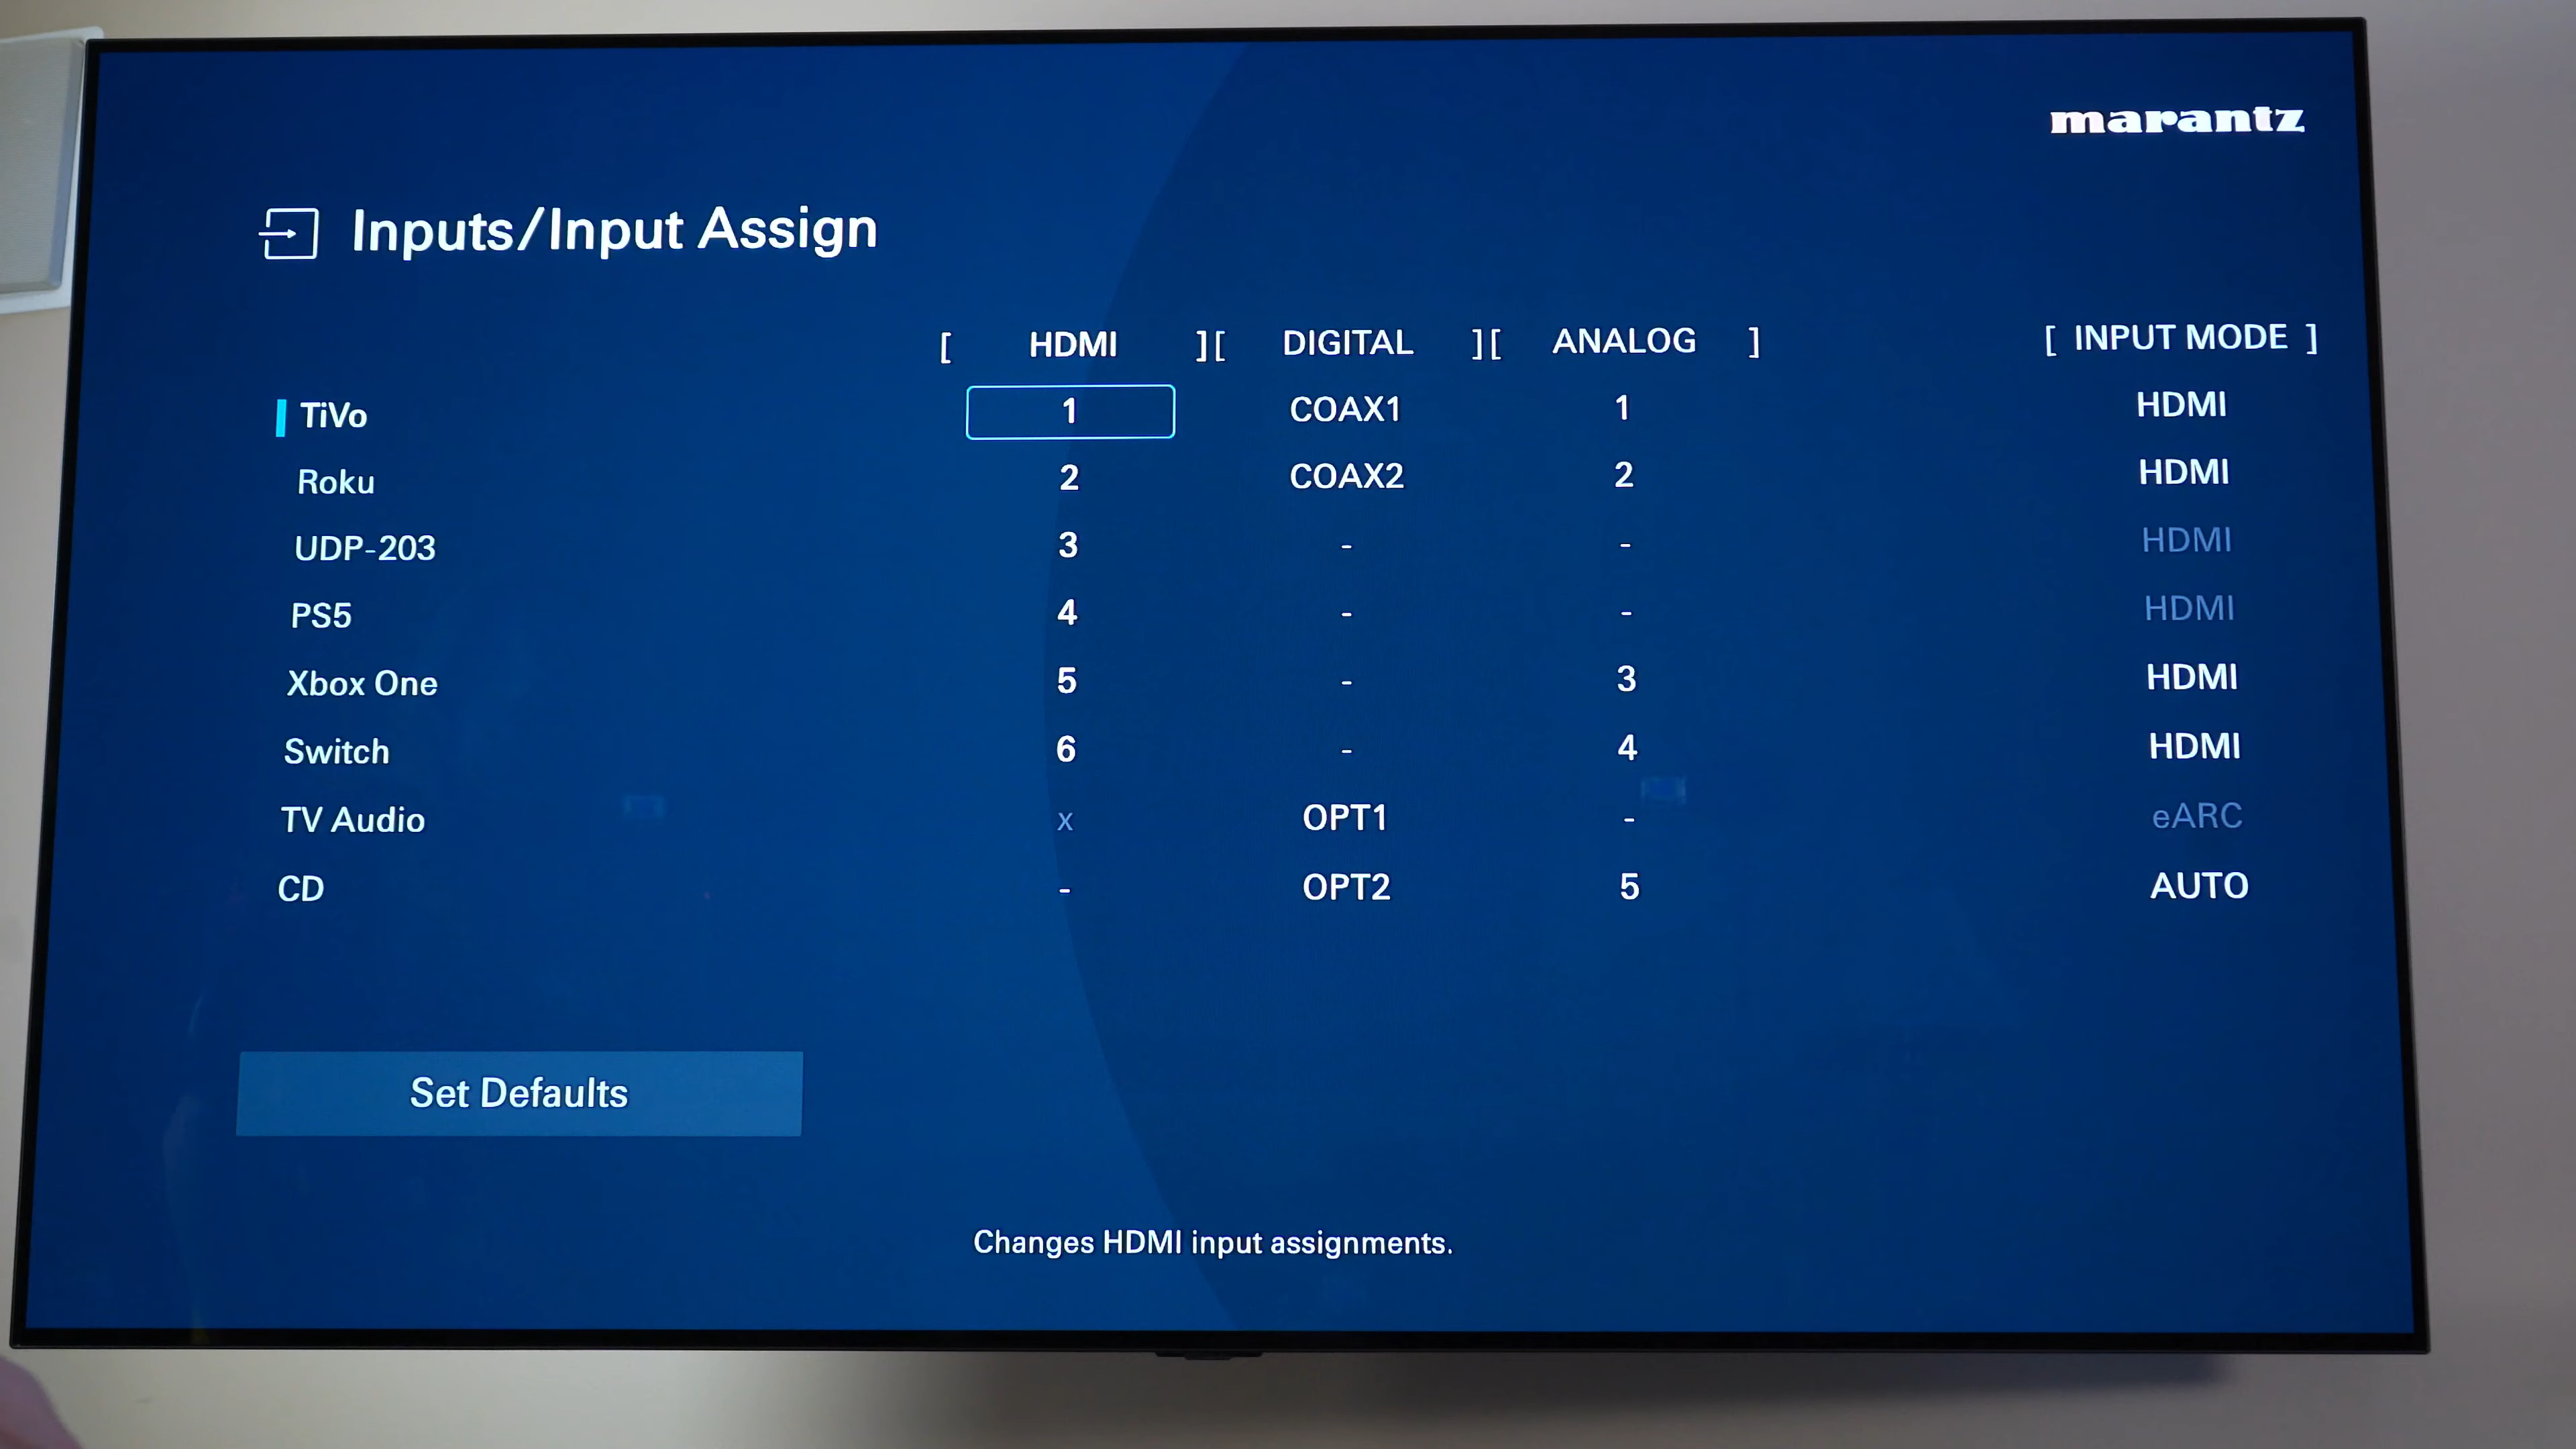 marantz
Inputs/Input Assign
[ HDMI ][ DIGITAL ][ ANALOG ] [ INPUT MODE ]
TiVo 1 COAX1 1 HDMI
Roku 2 COAX2 2 HDMI
UDP-203 3 - - HDMI
PS5 4 - - HDMI
Xbox One 5 - 3 HDMI
Switch 6 - 4 HDMI
TV Audio x OPT1 - eARC
CD - OPT2 5 AUTO
Set Defaults
Changes HDMI input assignments.